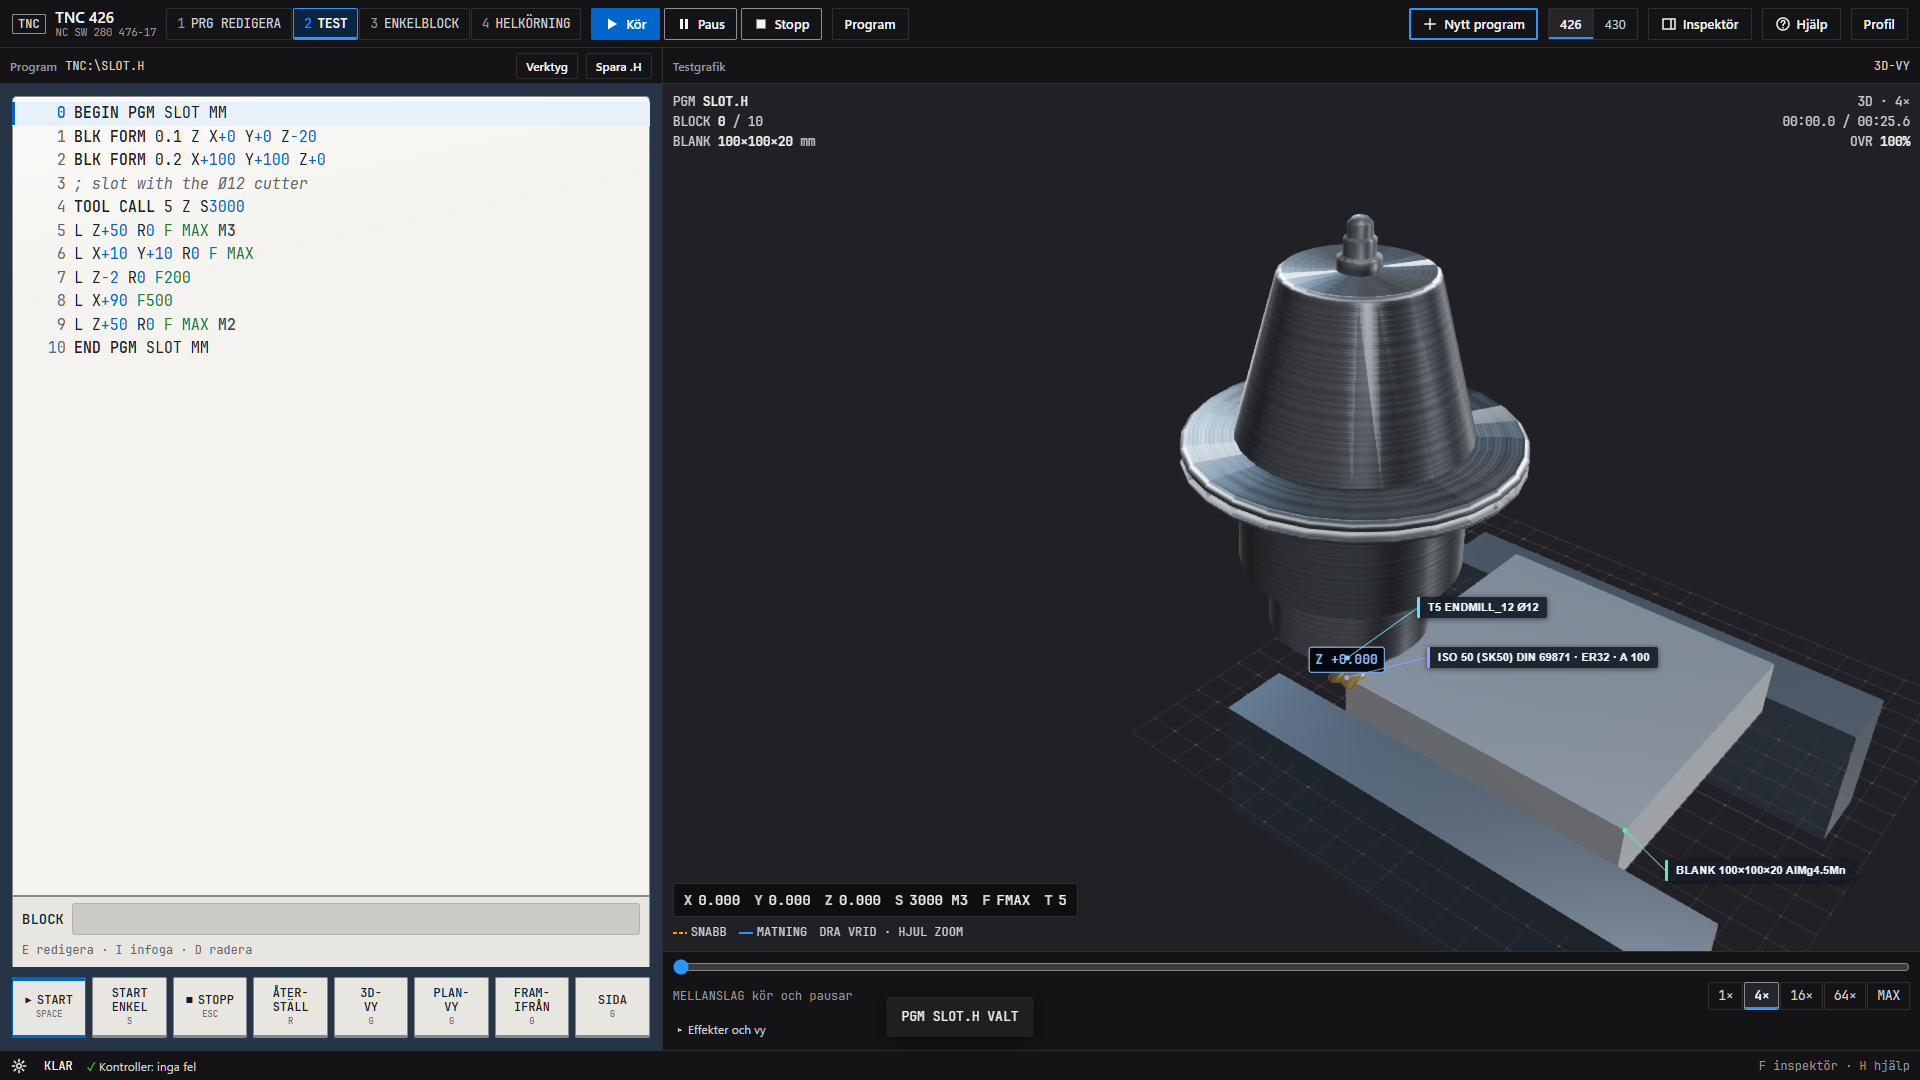 TNC
TNC 426
NC SW 280 476-17
1 PRG REDIGERA
2 TEST
3 ENKELBLOCK
4 HELKÖRNING
Kör
Paus
Stopp
Program
Nytt program
426
430
Inspektör
Hjälp
Profil
Program TNC:\SLOT.H
Verktyg
Spara .H
0 BEGIN PGM SLOT MM
1 BLK FORM 0.1 Z X+0 Y+0 Z-20
2 BLK FORM 0.2 X+100 Y+100 Z+0
3 ; slot with the Ø12 cutter
4 TOOL CALL 5 Z S3000
5 L Z+50 R0 F MAX M3
6 L X+10 Y+10 R0 F MAX
7 L Z-2 R0 F200
8 L X+90 F500
9 L Z+50 R0 F MAX M2
10 END PGM SLOT MM
BLOCK
E redigera · I infoga · D radera
START
SPACE
START ENKEL
S
STOPP
ESC
ÅTER-
STÄLL
R
3D-
VY
G
PLAN-
VY
G
FRAM-
IFRÅN
G
SIDA
G
Testgrafik
3D-VY
PGM SLOT.H
BLOCK 0 / 10
BLANK 100×100×20 mm
3D · 4×
00:00.0 / 00:25.6
OVR 100%
T5 ENDMILL_12 Ø12
Z +0.000
ISO 50 (SK50) DIN 69871 · ER32 · A 100
BLANK 100×100×20 AlMg4.5Mn
X 0.000 Y 0.000 Z 0.000 S 3000 M3 F FMAX T 5
SNABB MATNING DRA VRID · HJUL ZOOM
MELLANSLAG kör och pausar
1×
4×
16×
64×
MAX
PGM SLOT.H VALT
Effekter och vy
KLAR
✓ Kontroller: inga fel
F inspektör · H hjälp